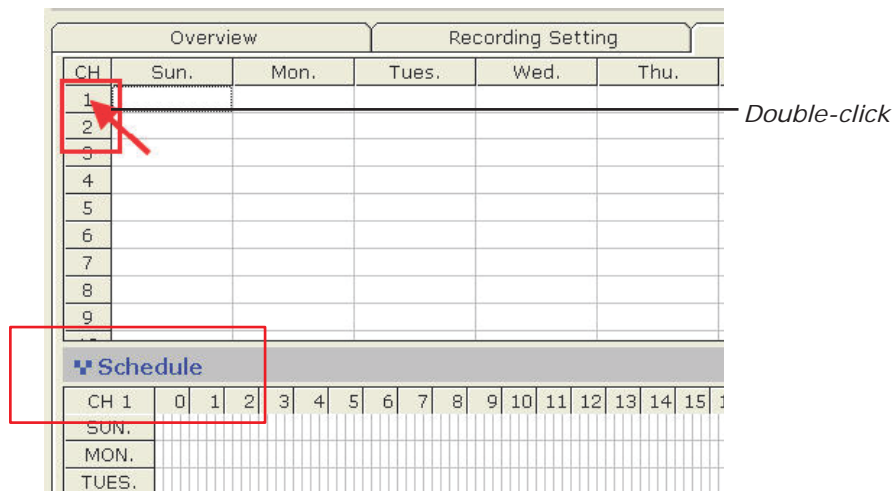 Overview Recording Setting
CH Sun. Mon. Tues. Wed. Thu.
1
Double-click
2
3
4
5
6
7
8
9
Schedule
CH 1 0 1 2 3 4 5 6 7 8 9 10 11 12 13 14 15
SUN.
MON.
TUES.